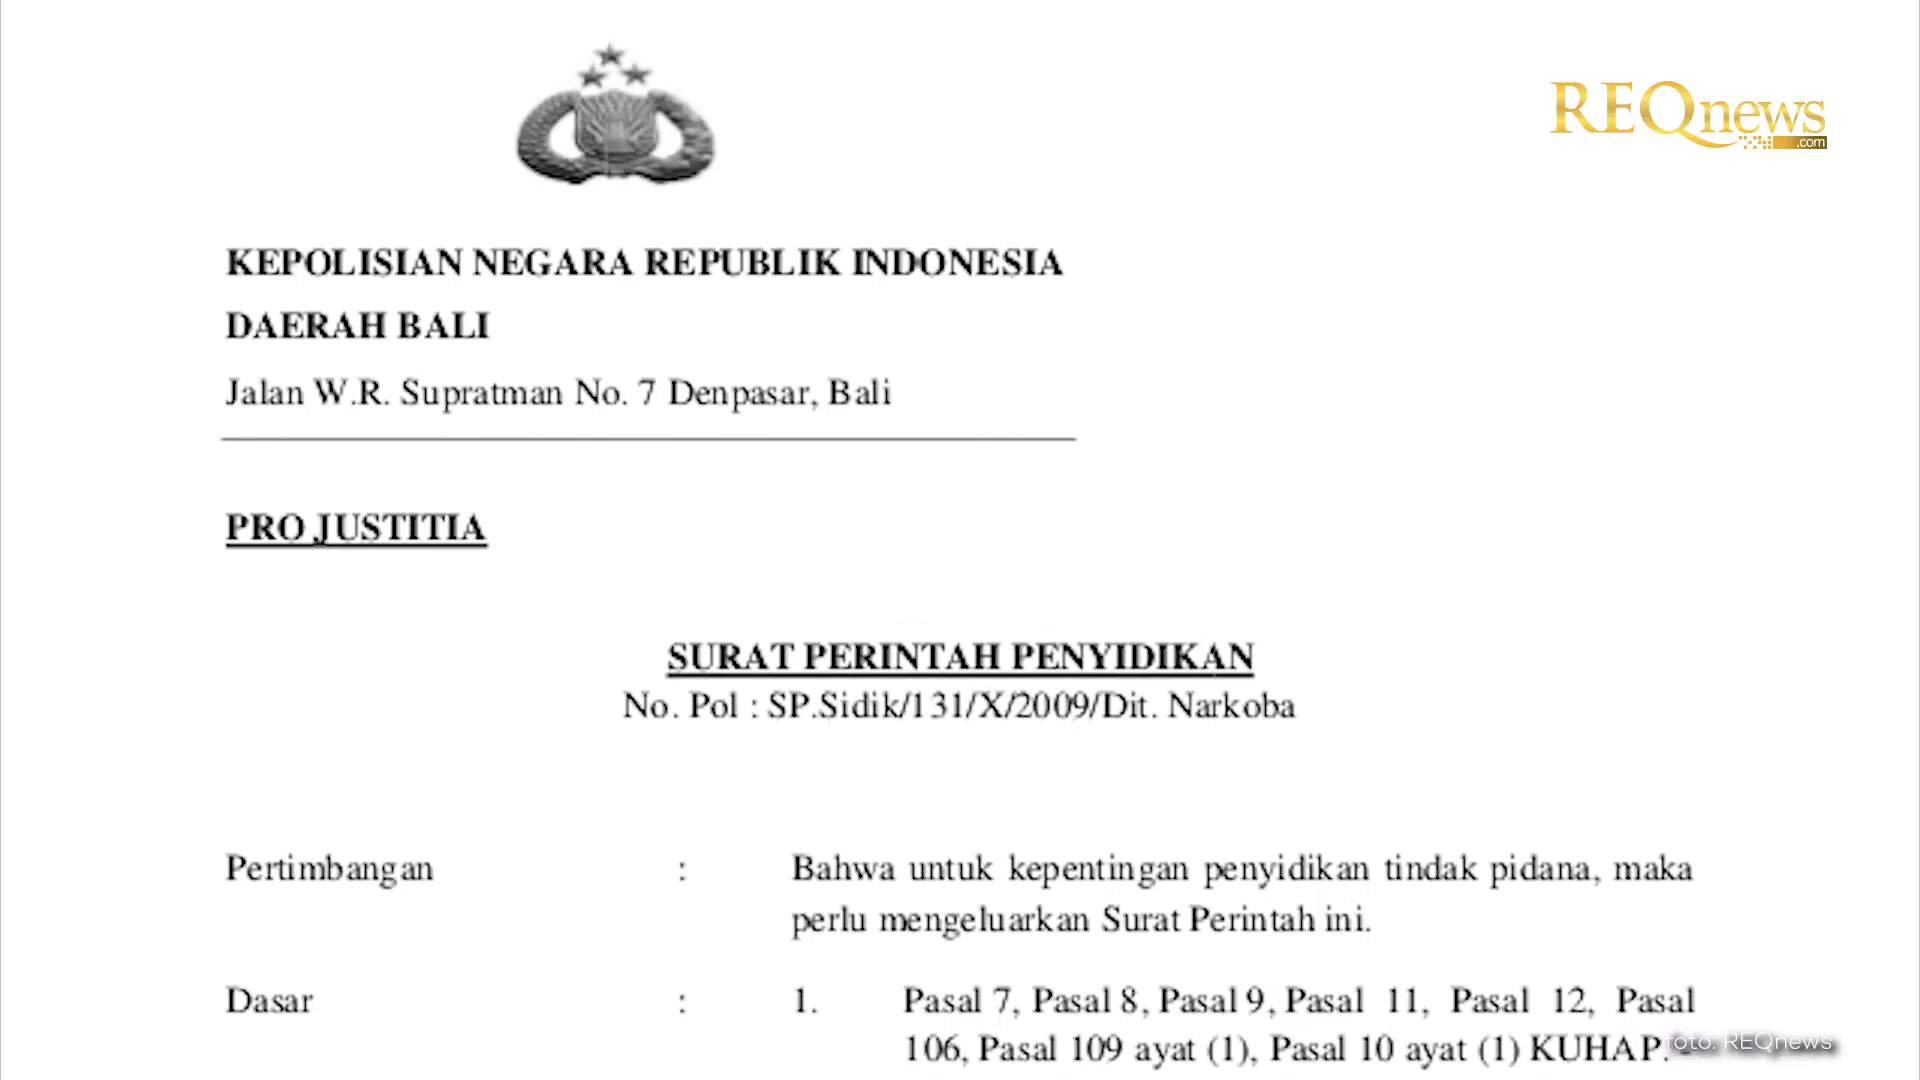 REQnews
.com
KEPOLISIAN NEGARA REPUBLIK INDONESIA
DAERAH BALI
Jalan W.R. Supratman No. 7 Denpasar, Bali
PRO JUSTITIA
SURAT PERINTAH PENYIDIKAN
No. Pol : SP.Sidik/131/X/2009/Dit. Narkoba
Pertimbangan : Bahwa untuk kepentingan penyidikan tindak pidana, maka
perlu mengeluarkan Surat Perintah ini.
Dasar : 1. Pasal 7, Pasal 8, Pasal 9, Pasal 11, Pasal 12, Pasal
106, Pasal 109 ayat (1), Pasal 10 ayat (1) KUHAP.
foto. REQnews